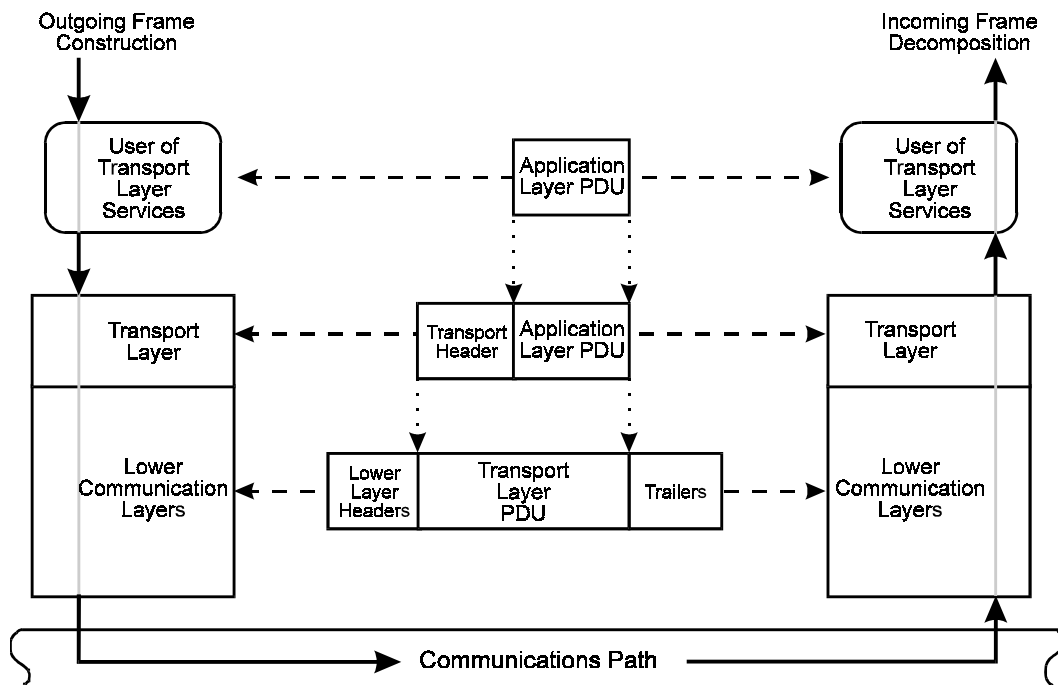 Outgoing Frame
Construction
Incoming Frame
Decomposition
User of
Transport
Layer
Services
Application
Layer PDU
User of
Transport
Layer
Services
Transport
Layer
Transport
Header
Application
Layer PDU
Transport
Layer
Lower
Communication
Layers
Lower
Layer
Headers
Transport
Layer
PDU
Trailers
Lower
Communication
Layers
Communications Path